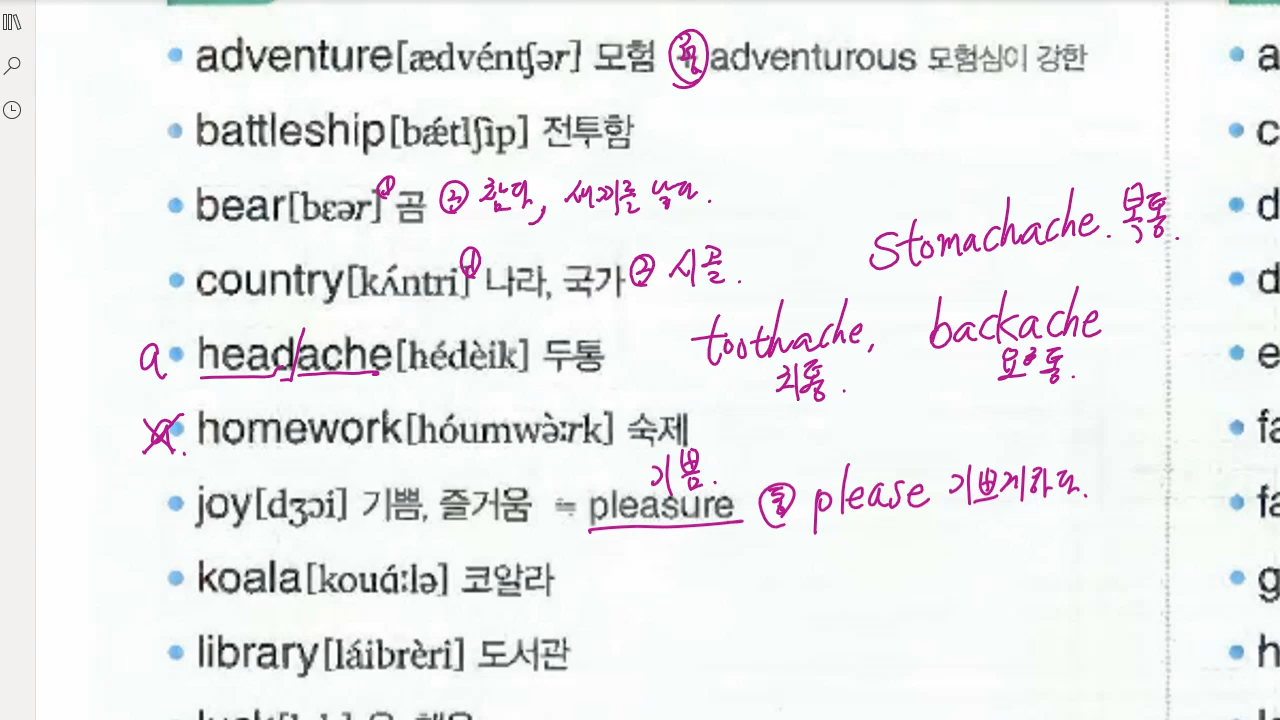 adventure[ædvéntʃər] 모험 형 adventurous 모험심이 강한
battleship[bǽtlʃìp] 전투함
bear[bɛər] ① 곰 ② 참다, 새끼를 낳다.
Stomachache. 복통.
country[kʌ́ntri] ① 나라, 국가 ② 시골.
a headache[hédèik] 두통
toothache, backache
치통. 요통.
a. homework[hóumwə̀ːrk] 숙제
기쁨.
joy[dʒɔi] 기쁨, 즐거움 ≒ pleasure 동 please 기쁘게하다.
koala[kouɑ́ːlə] 코알라
library[láibrèri] 도서관